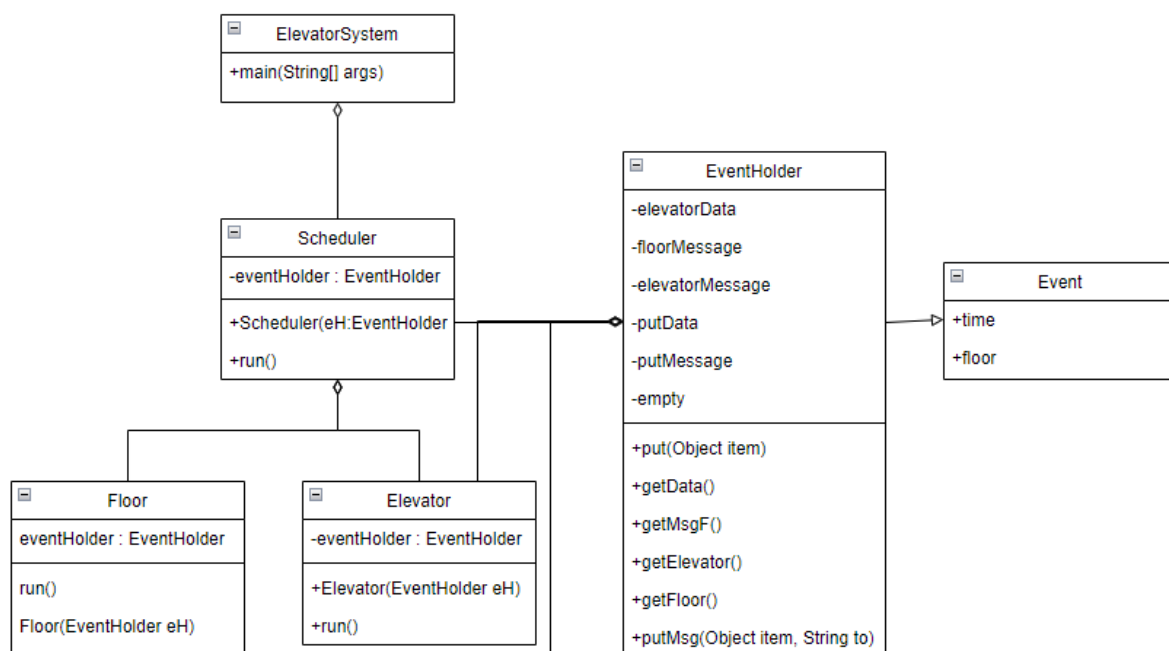 ElevatorSystem
+main(String[] args)
Scheduler
-eventHolder : EventHolder
+Scheduler(eH:EventHolder
+run()
Floor
eventHolder : EventHolder
run()
Floor(EventHolder eH)
Elevator
-eventHolder : EventHolder
+Elevator(EventHolder eH)
+run()
EventHolder
-elevatorData
-floorMessage
-elevatorMessage
-putData
-putMessage
-empty
+put(Object item)
+getData()
+getMsgF()
+getElevator()
+getFloor()
+putMsg(Object item, String to)
Event
+time
+floor